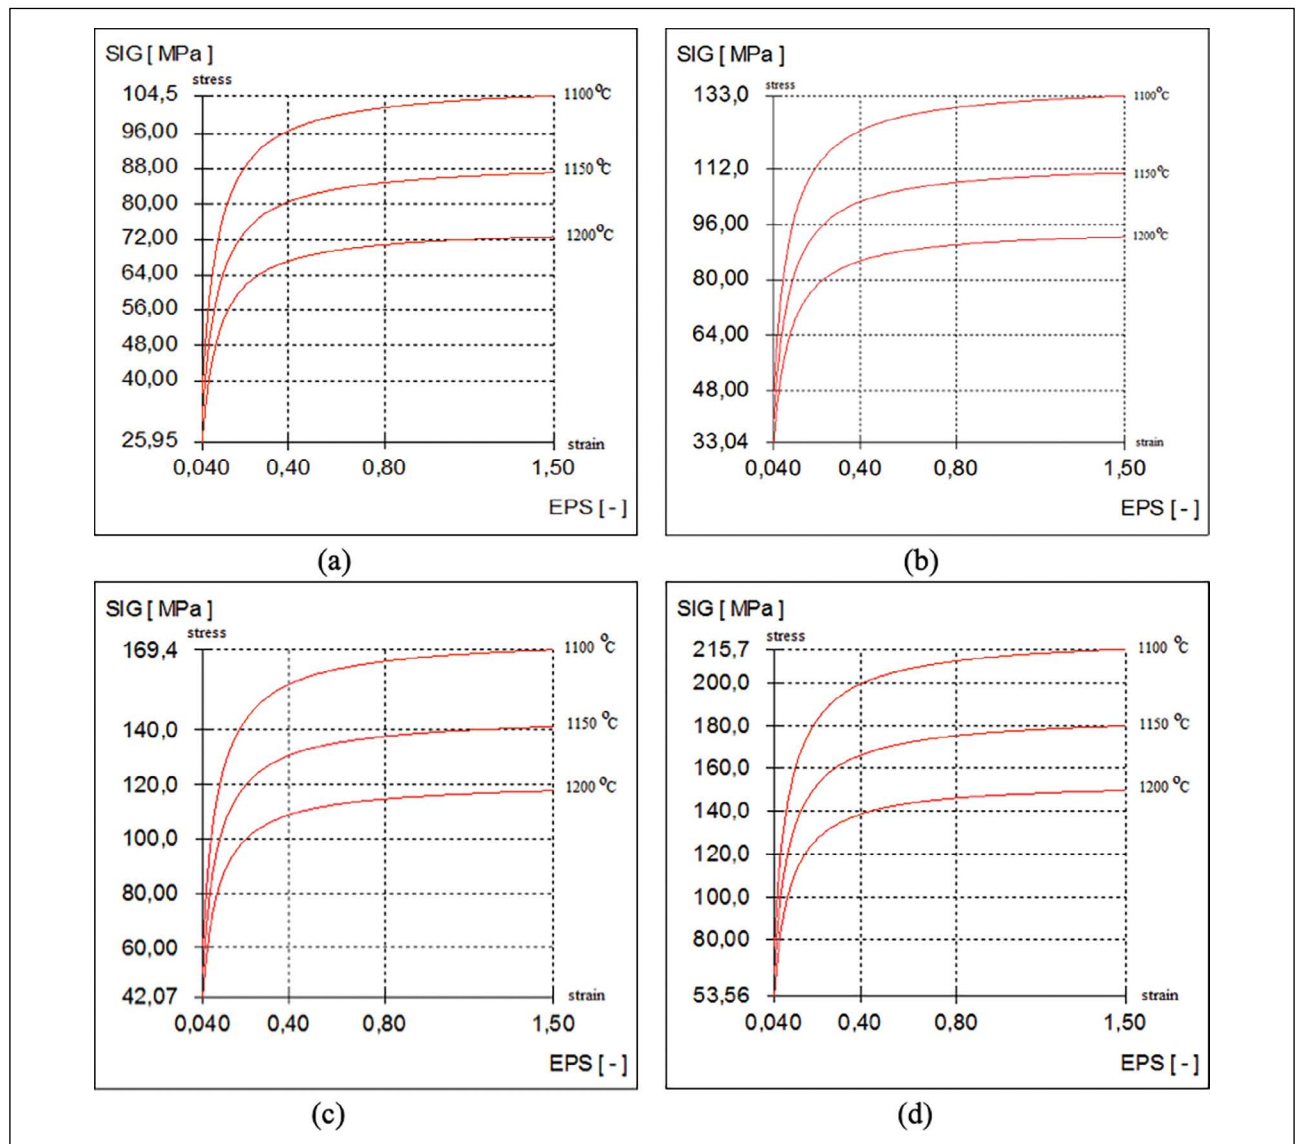 SIG [ MPa ]
stress
104,5
96,00
88,00
80,00
72,00
64,00
56,00
48,00
40,00
25,95
1100°C
1150°C
1200°C
strain
0,040 0,40 0,80 1,50
EPS [ - ]
(a)
SIG [ MPa ]
stress
133,0
112,0
96,00
80,00
64,00
48,00
33,04
1100°C
1150°C
1200°C
strain
0,040 0,40 0,80 1,50
EPS [ - ]
(b)
SIG [ MPa ]
stress
169,4
140,0
120,0
100,0
80,00
60,00
42,07
1100 °C
1150 °C
1200 °C
strain
0,040 0,40 0,80 1,50
EPS [ - ]
(c)
SIG [ MPa ]
stress
215,7
200,0
180,0
160,0
140,0
120,0
100,0
80,00
53,56
1100 °C
1150 °C
1200 °C
strain
0,040 0,40 0,80 1,50
EPS [ - ]
(d)